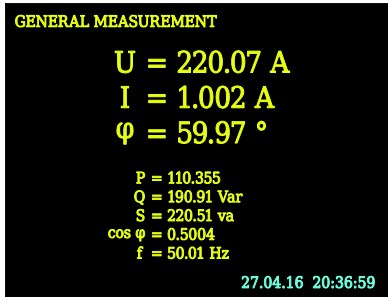 GENERAL MEASUREMENT
U = 220.07 A
I = 1.002 A
φ = 59.97 °
P = 110.355
Q = 190.91 Var
S = 220.51 va
cos φ = 0.5004
f = 50.01 Hz
27.04.16 20:36:59